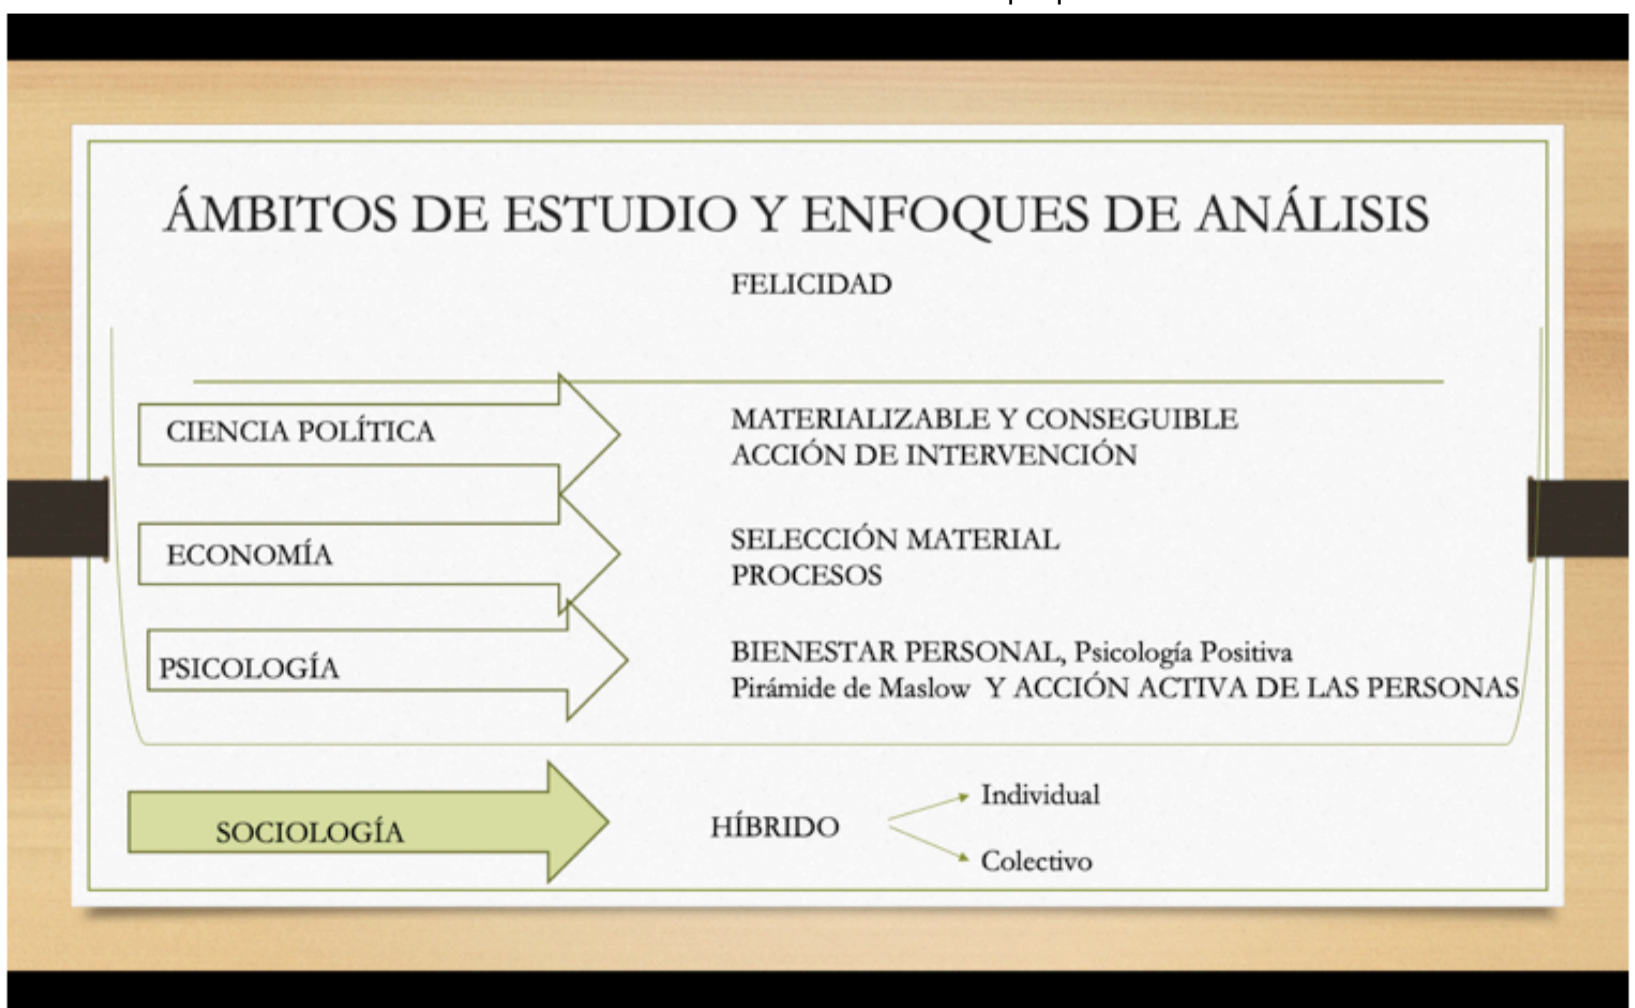 ÁMBITOS DE ESTUDIO Y ENFOQUES DE ANÁLISIS
FELICIDAD
CIENCIA POLÍTICA
MATERIALIZABLE Y CONSEGUIBLE
ACCIÓN DE INTERVENCIÓN
ECONOMÍA
SELECCIÓN MATERIAL
PROCESOS
PSICOLOGÍA
BIENESTAR PERSONAL, Psicología Positiva
Pirámide de Maslow Y ACCIÓN ACTIVA DE LAS PERSONAS
SOCIOLOGÍA
HÍBRIDO
Individual
Colectivo